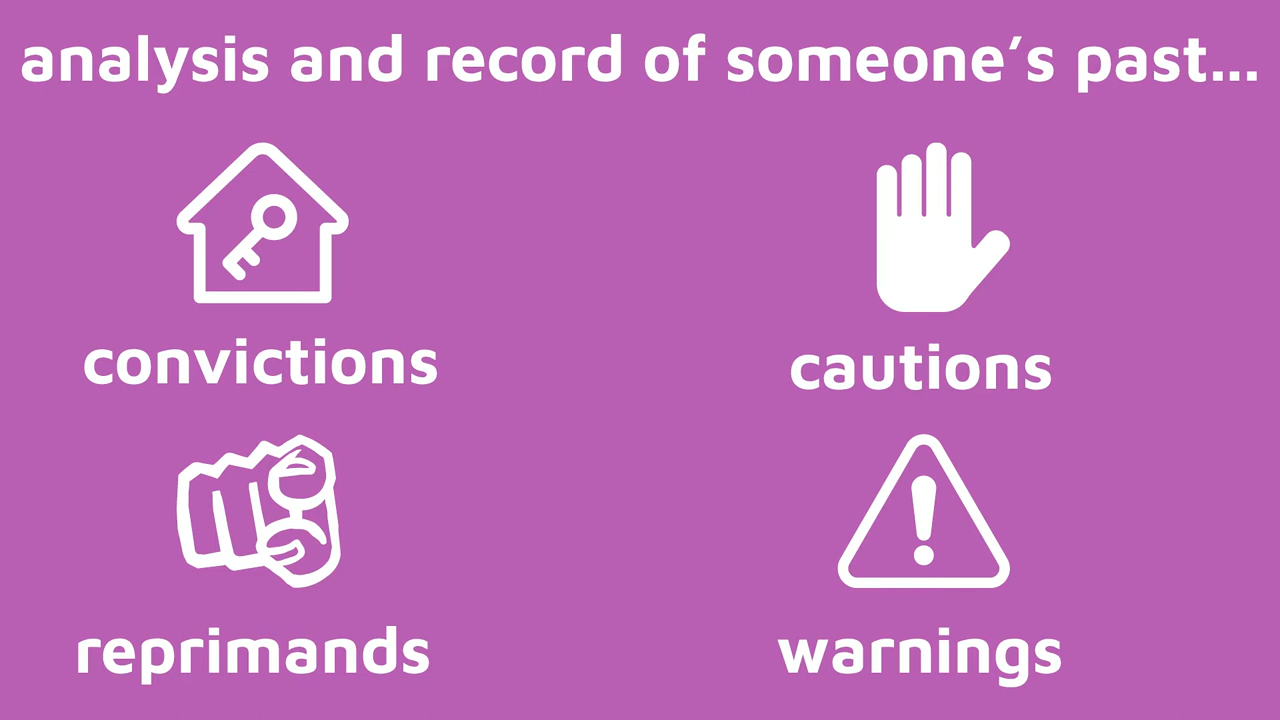 analysis and record of someone's past...
convictions
cautions
reprimands
warnings